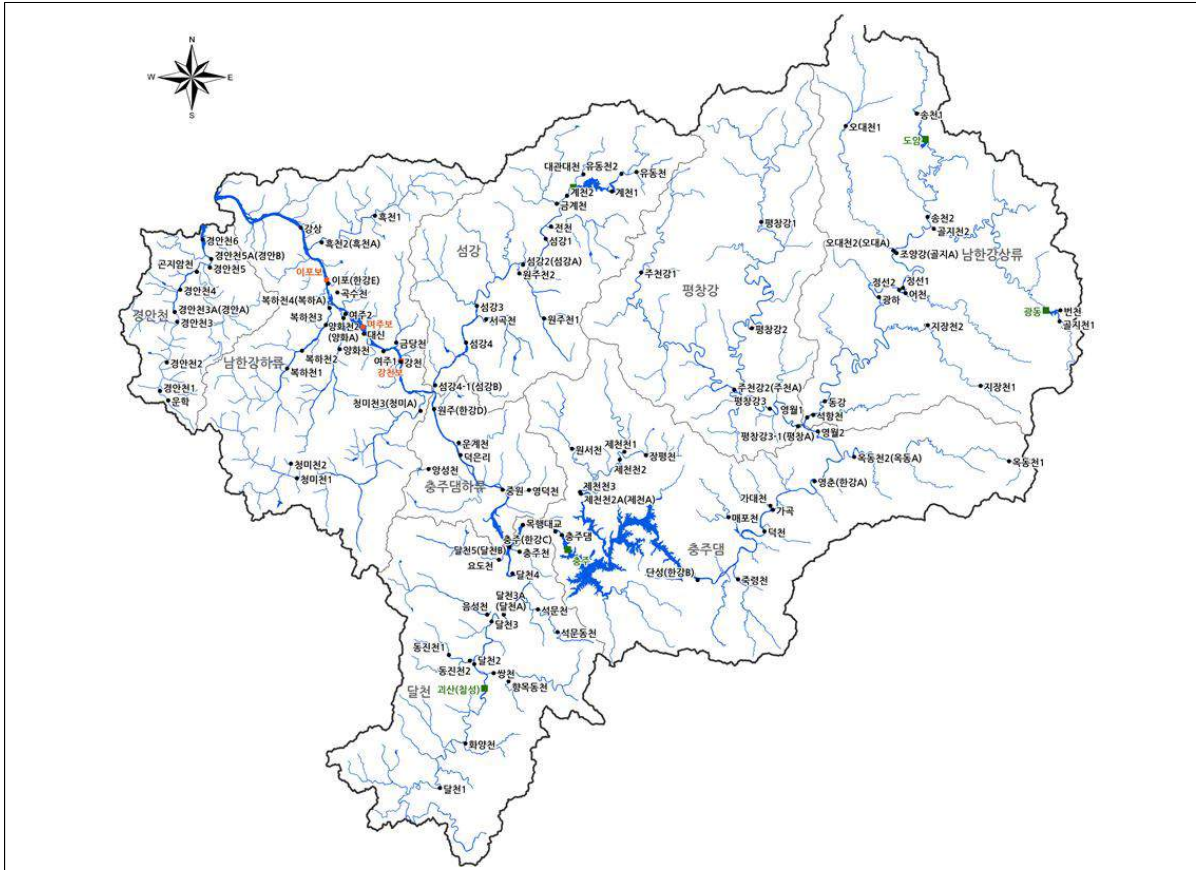 N
W
E
S
송천1
오대천1
도암
대관대천
유동천2
유동천
계천2
계천1
금계천
흑천1
전천
강상
섬강1
평창강1
송천2
골지천2
경안천6
흑천2(흑천A)
섬강
오대천2(오대A)
경안천5A(경안B)
조양강(골지A)
남한강상류
곤지암천
경안천5
이포보
섬강2(섬강A)
원주천2
주천강1
이포(한강E)
평창강
정선2
정선1
경안천4
곡수천
광하
어천
복하천4(복하A)
섬강3
광동
번천
경안천3A(경안A)
여주2
골지천1
경안천
경안천3
복하천3
여주보
서곡천
원주천1
양화천2
(양화A)
대신
평창강2
지장천2
금당천
섬강4
양화천
남한강하류
복하천2
여주1
강천
경안천2
복하천1
강천보
지장천1
경안천1
섬강4-1(섬강B)
주천강2(주천A)
운학
청미천3(청미A)
원주(한강D)
평창강3
동강
영월1
석항천
평창강3-1(평창A)
영월2
운계천
원서천
제천천1
덕은리
장평천
옥동천2(옥동A)
청미천2
제천천2
옥동천1
양성천
청미천1
영춘(한강A)
충주댐하류
제천천3
중원
영덕천
제천천2A(제천A)
가대천
가곡
매포천
목행대교
덕천
충주댐
충주(한강C)
달천5(달천B)
충주천
충주댐
충주
요도천
달천4
단성(한강B)
죽령천
달천3A
(달천A)
음성천
석문천
달천3
석문동천
동진천1
달천2
동진천2
쌍천
향목동천
달천
괴산(칠성)
화양천
달천1